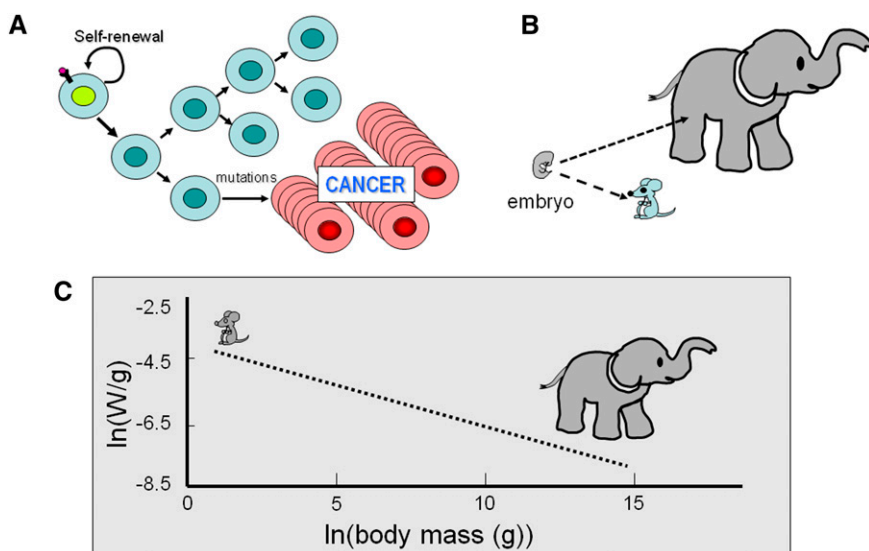 A
Self-renewal
mutations
CANCER
B
embryo
C
ln(W/g)
-2.5
-4.5
-6.5
-8.5
0
5
10
15
ln(body mass (g))